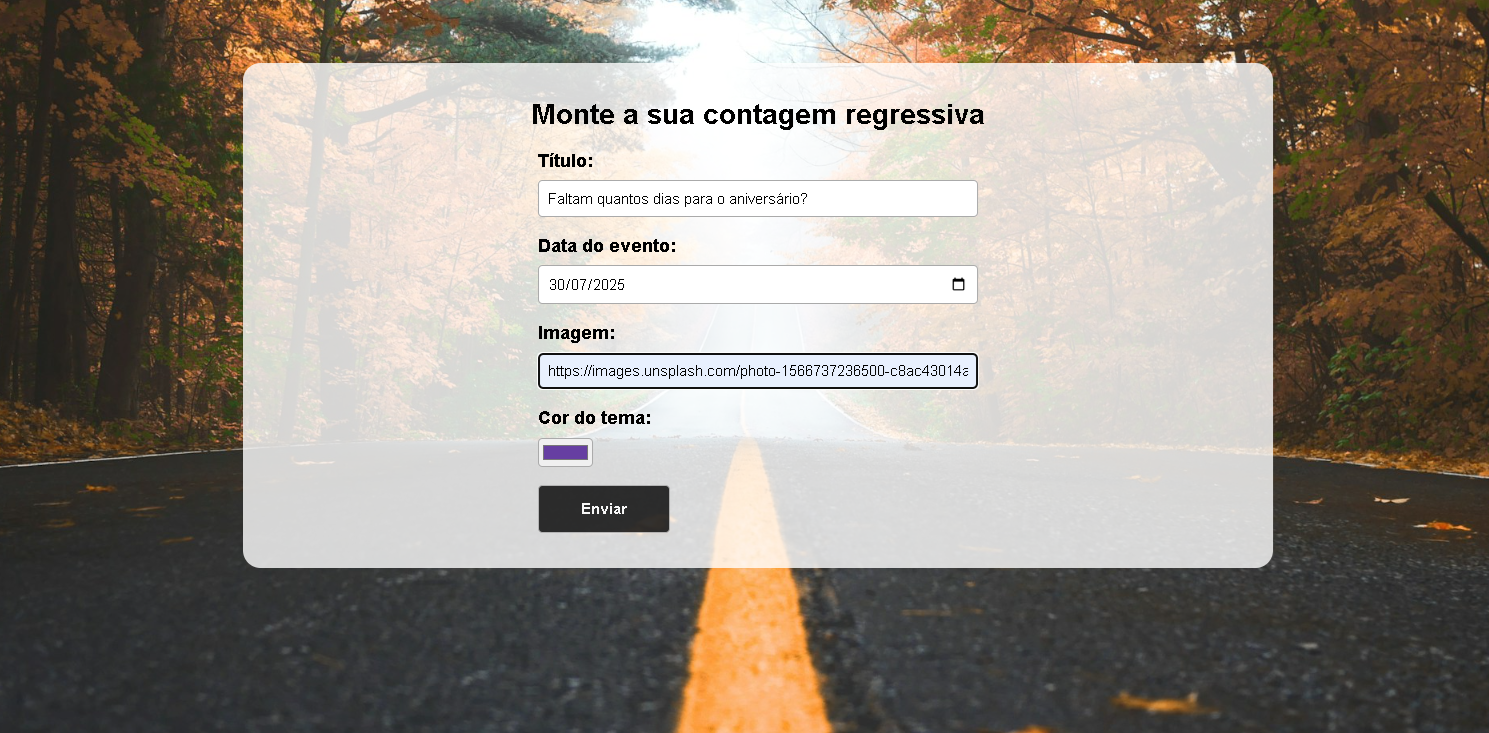 Monte a sua contagem regressiva
Título:
Faltam quantos dias para o aniversário?
Data do evento:
30/07/2025
Imagem:
https://images.unsplash.com/photo-1566737236500-c8ac43014a
Cor do tema:
Enviar